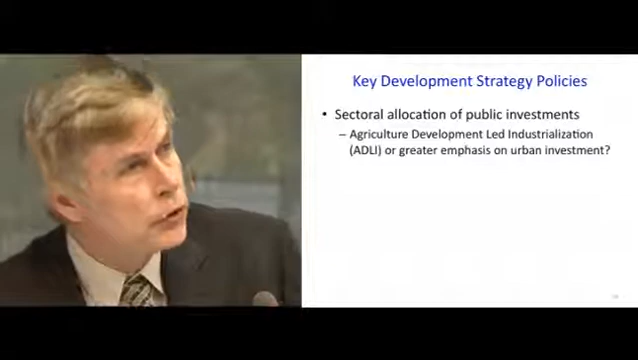 Key Development Strategy Policies
• Sectoral allocation of public investments
– Agriculture Development Led Industrialization
(ADLI) or greater emphasis on urban investment?